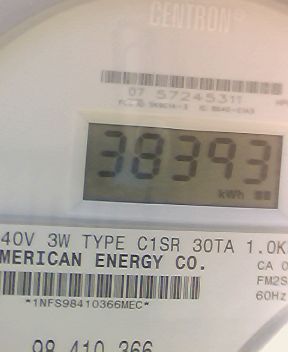 CENTRON®
07 57245311
38393
kWh
40V 3W TYPE C1SR 30TA 1.0K
MERICAN ENERGY CO.
CA 0
FM2S
60Hz
*1NFS98410366MEC*
98 410 366